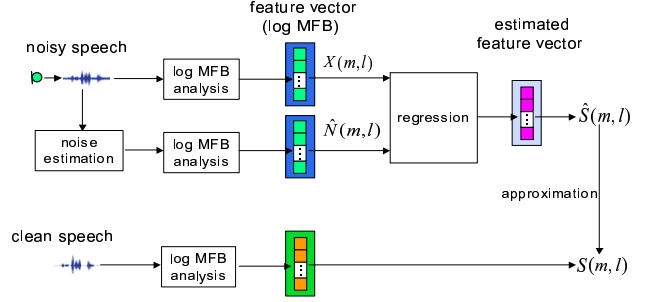 feature vector
(log MFB)
estimated
feature vector
noisy speech
log MFB
analysis
X(m,l)
regression
Ŝ(m,l)
noise
estimation
log MFB
analysis
N̂(m,l)
approximation
clean speech
log MFB
analysis
S(m,l)